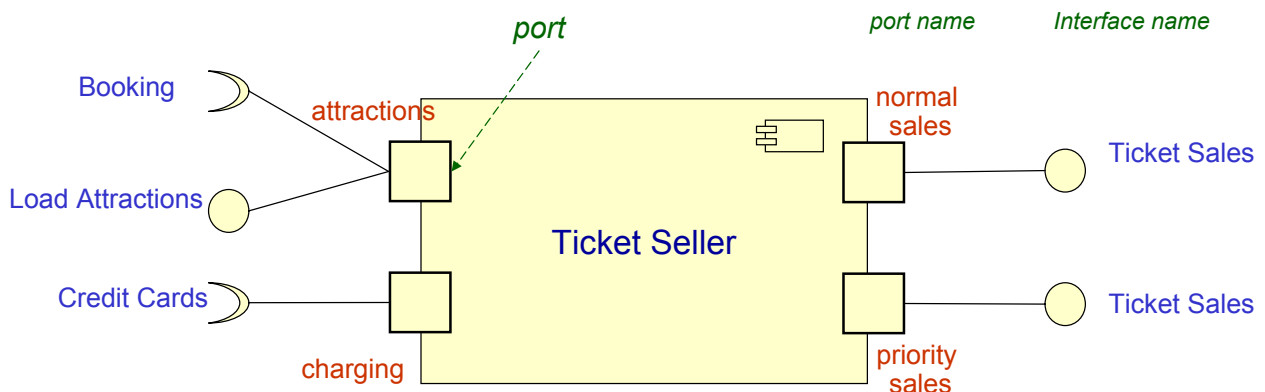 port
port name
Interface name
Booking
attractions
normal
sales
Ticket Sales
Load Attractions
Ticket Seller
Credit Cards
Ticket Sales
charging
priority
sales